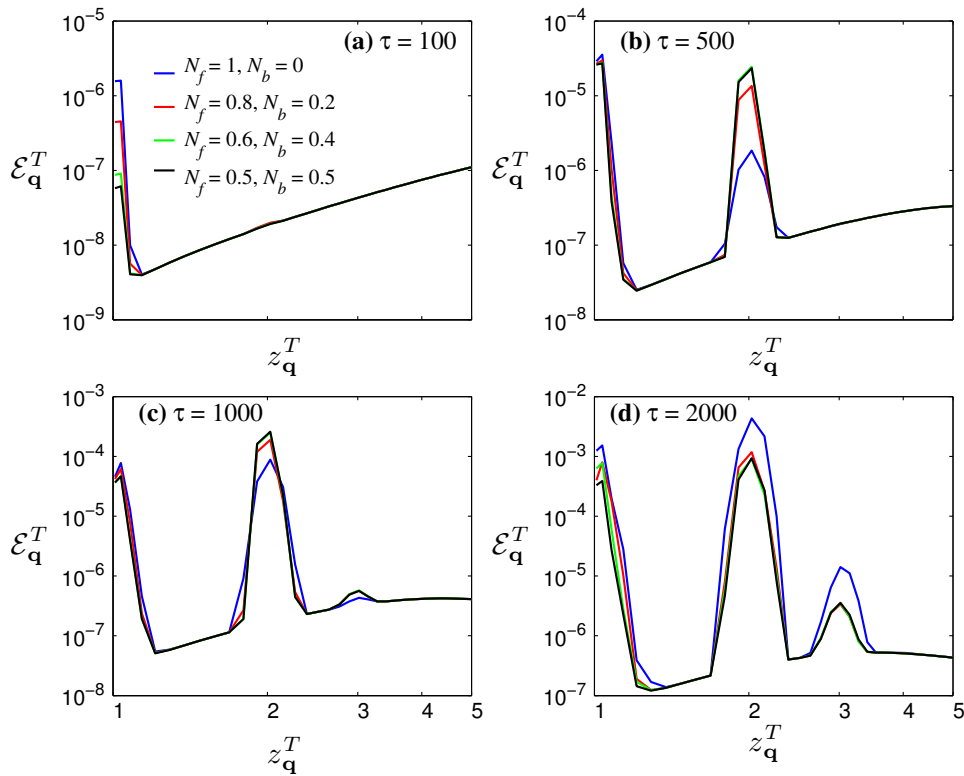 10⁻⁵
10⁻⁶
10⁻⁷
10⁻⁸
10⁻⁹
ℰ_𝐪^T
(a) τ = 100
N_f = 1, N_b = 0
N_f = 0.8, N_b = 0.2
N_f = 0.6, N_b = 0.4
N_f = 0.5, N_b = 0.5
z_𝐪^T
10⁻⁴
10⁻⁵
10⁻⁶
10⁻⁷
10⁻⁸
ℰ_𝐪^T
(b) τ = 500
z_𝐪^T
10⁻³
10⁻⁴
10⁻⁵
10⁻⁶
10⁻⁷
10⁻⁸
ℰ_𝐪^T
(c) τ = 1000
1 2 3 4 5
z_𝐪^T
10⁻²
10⁻³
10⁻⁴
10⁻⁵
10⁻⁶
10⁻⁷
ℰ_𝐪^T
(d) τ = 2000
1 2 3 4 5
z_𝐪^T